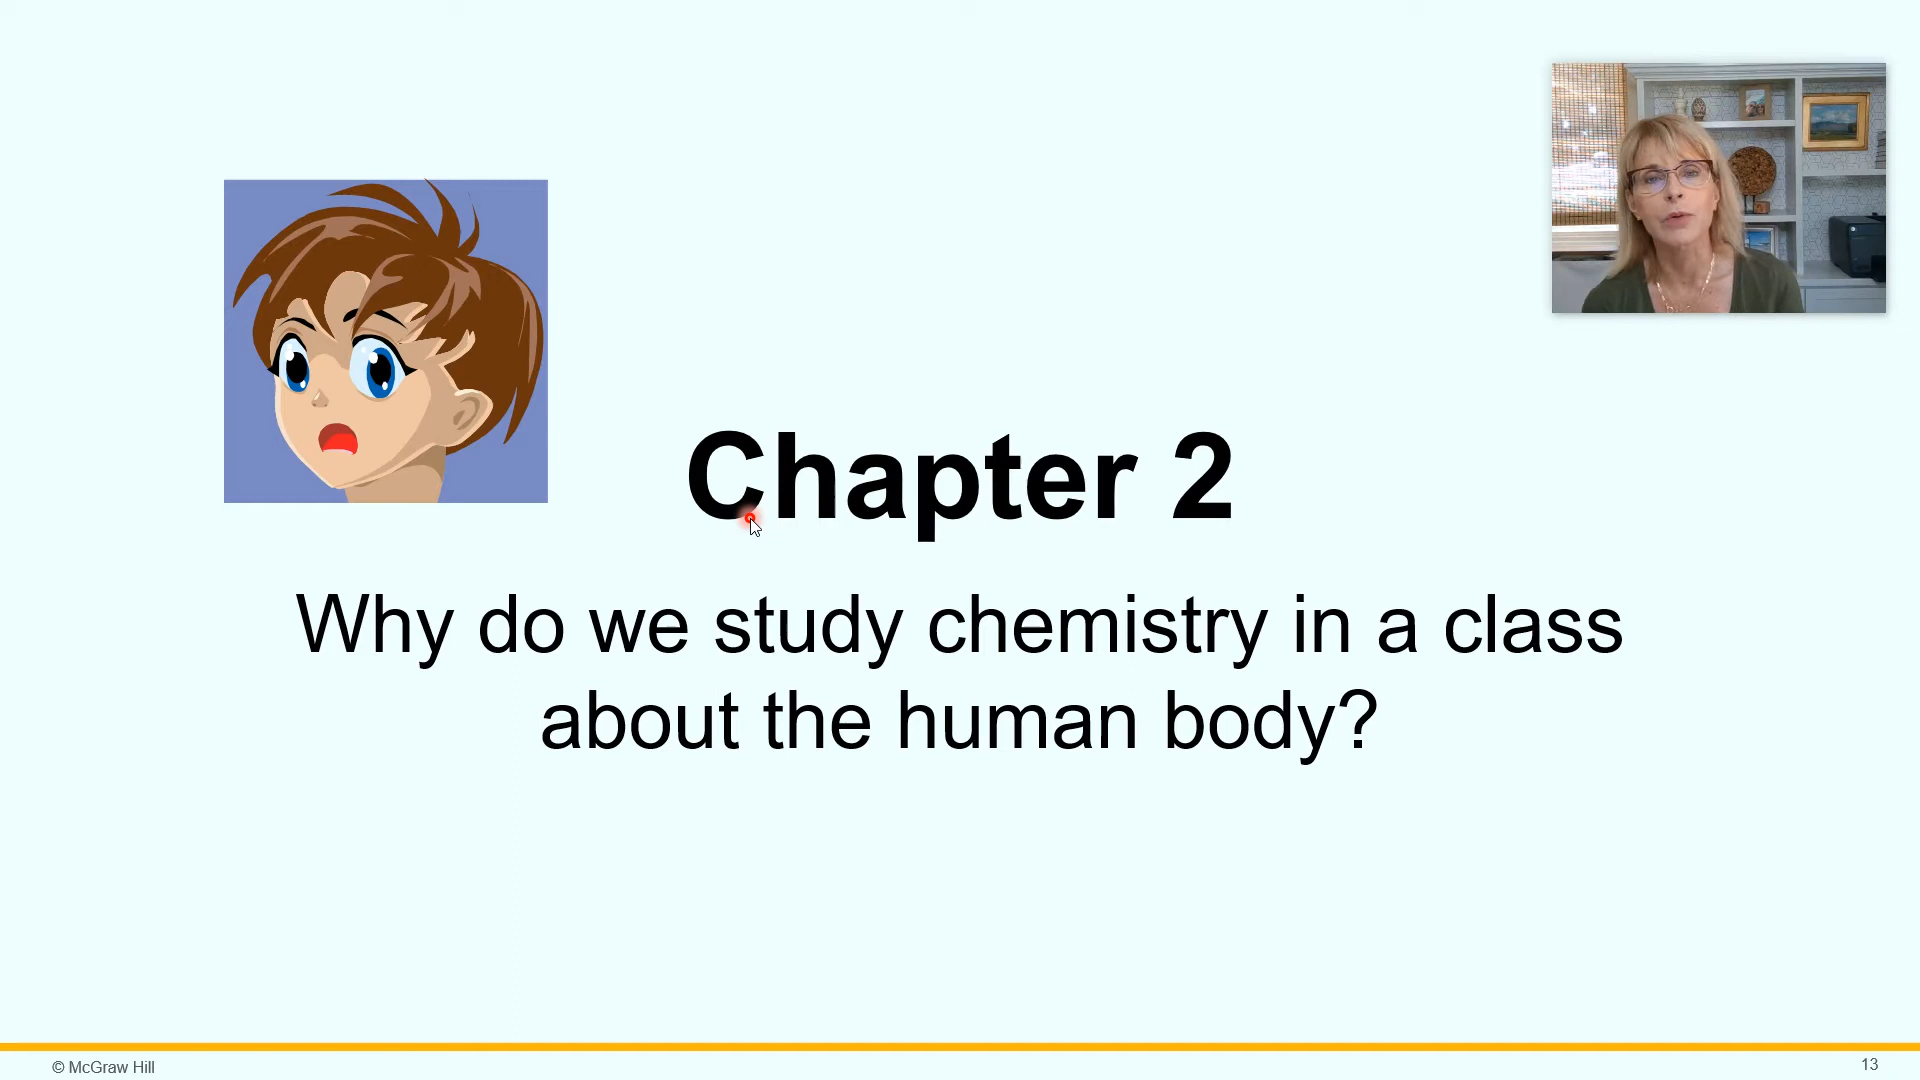 Chapter 2
Why do we study chemistry in a class
about the human body?
© McGraw Hill
13